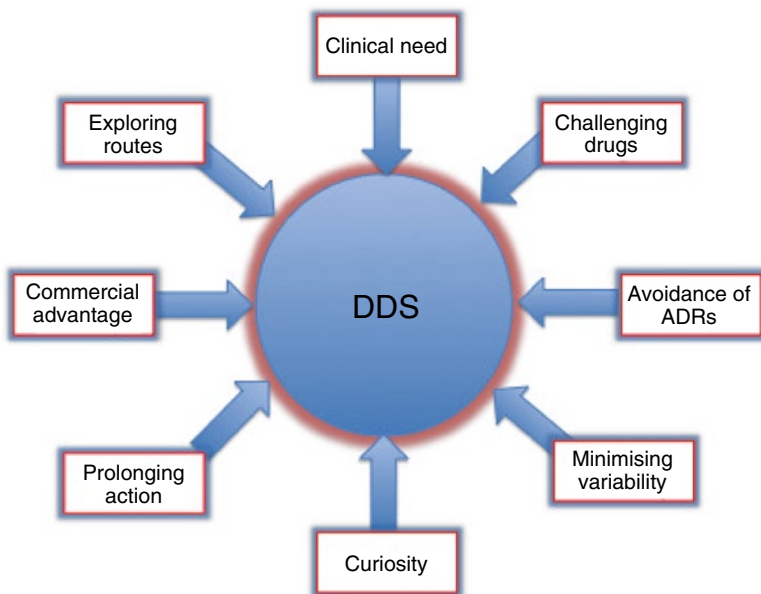 Clinical need
Exploring
routes
Challenging
drugs
Commercial
advantage
DDS
Avoidance of
ADRs
Prolonging
action
Minimising
variability
Curiosity